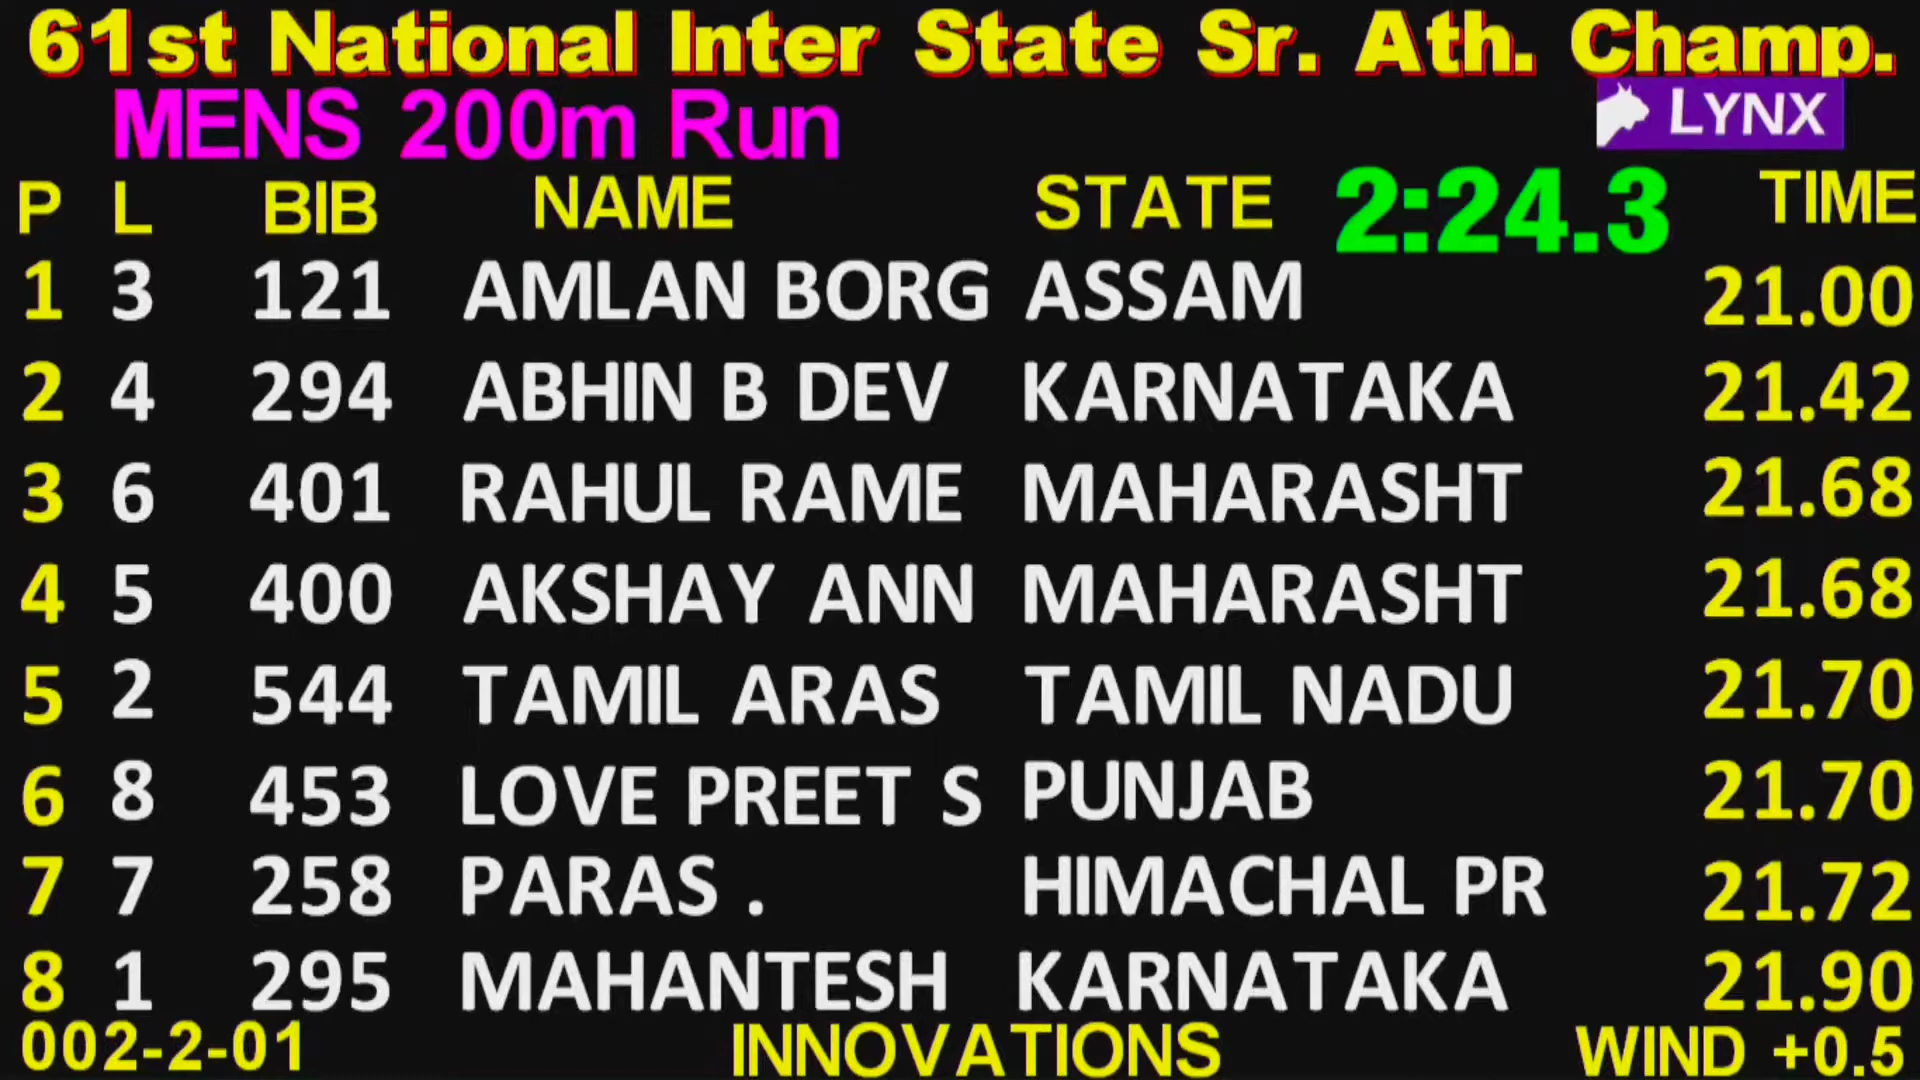 61st National Inter State Sr. Ath. Champ.
MENS 200m Run LYNX
P L BIB NAME STATE 2:24.3 TIME
1 3 121 AMLAN BORG ASSAM 21.00
2 4 294 ABHIN B DEV KARNATAKA 21.42
3 6 401 RAHUL RAME MAHARASHT 21.68
4 5 400 AKSHAY ANN MAHARASHT 21.68
5 2 544 TAMIL ARAS TAMIL NADU 21.70
6 8 453 LOVE PREET S PUNJAB 21.70
7 7 258 PARAS . HIMACHAL PR 21.72
8 1 295 MAHANTESH KARNATAKA 21.90
002-2-01 INNOVATIONS WIND +0.5